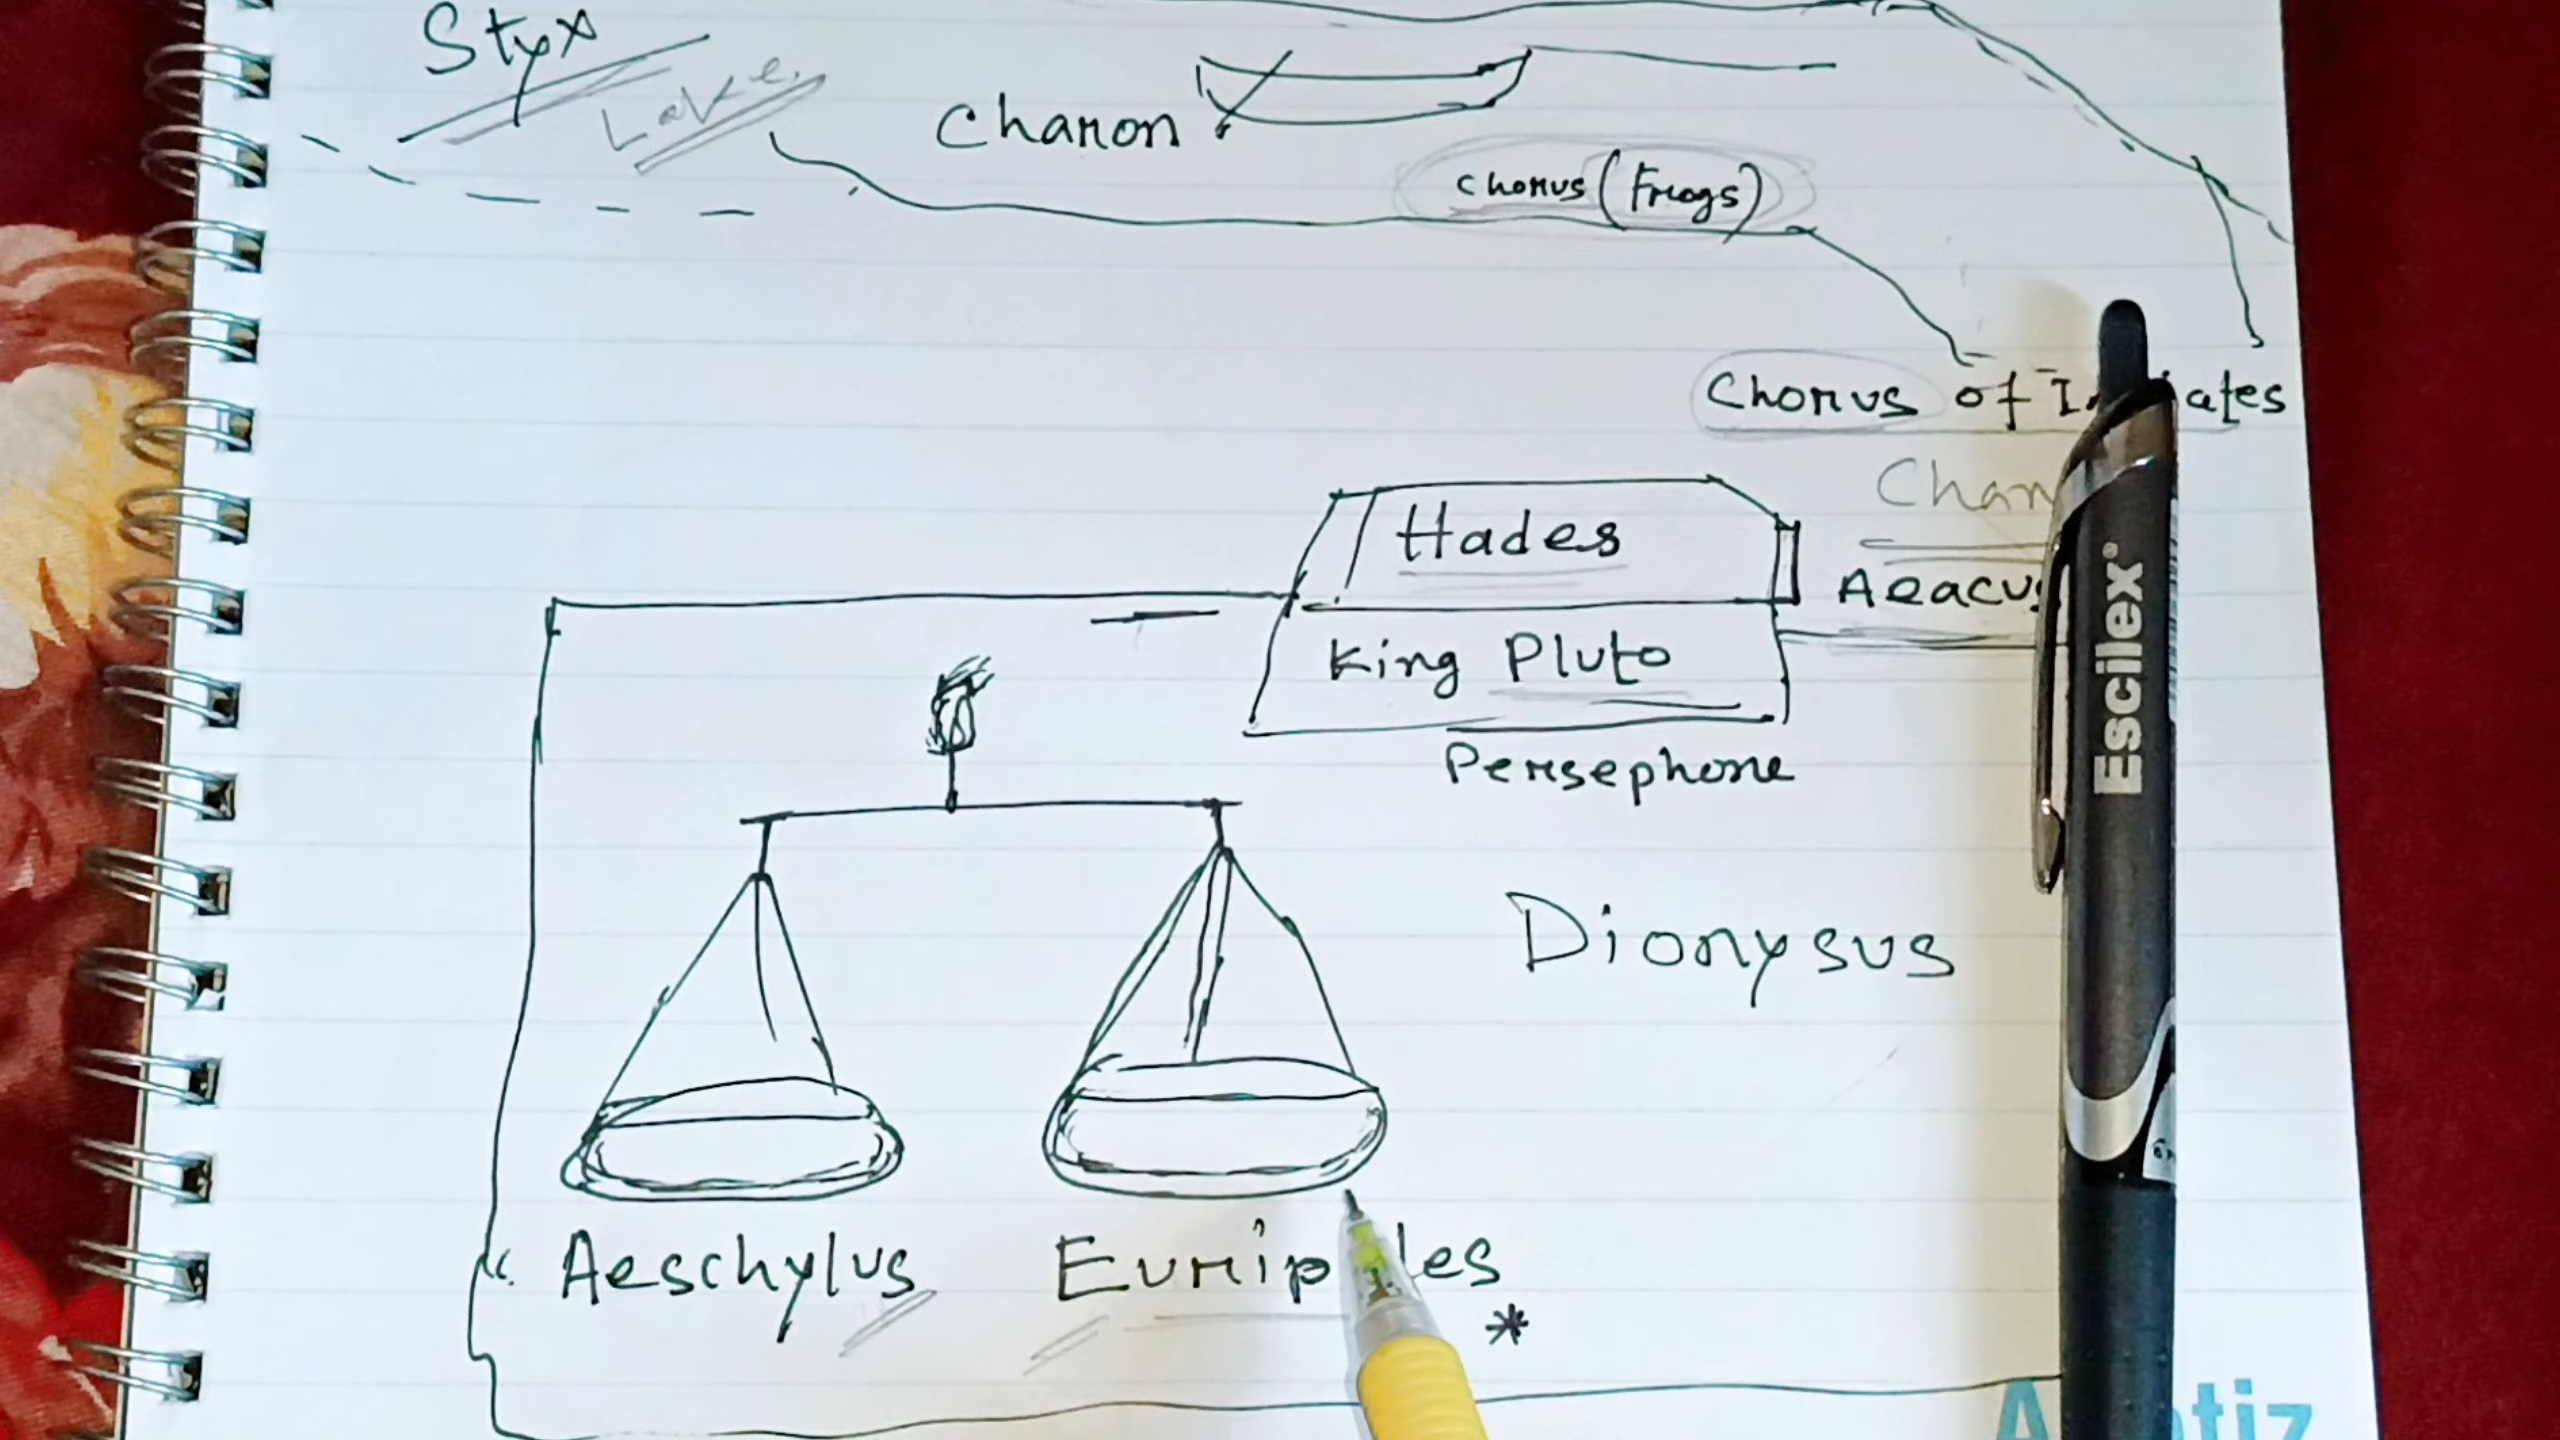 Styx
Lake.
Charon
Chorus (Frogs)
Chorus of
Hades
King Pluto
Aeacus
Persephone
Dionysus
Escilex
Aeschylus
*